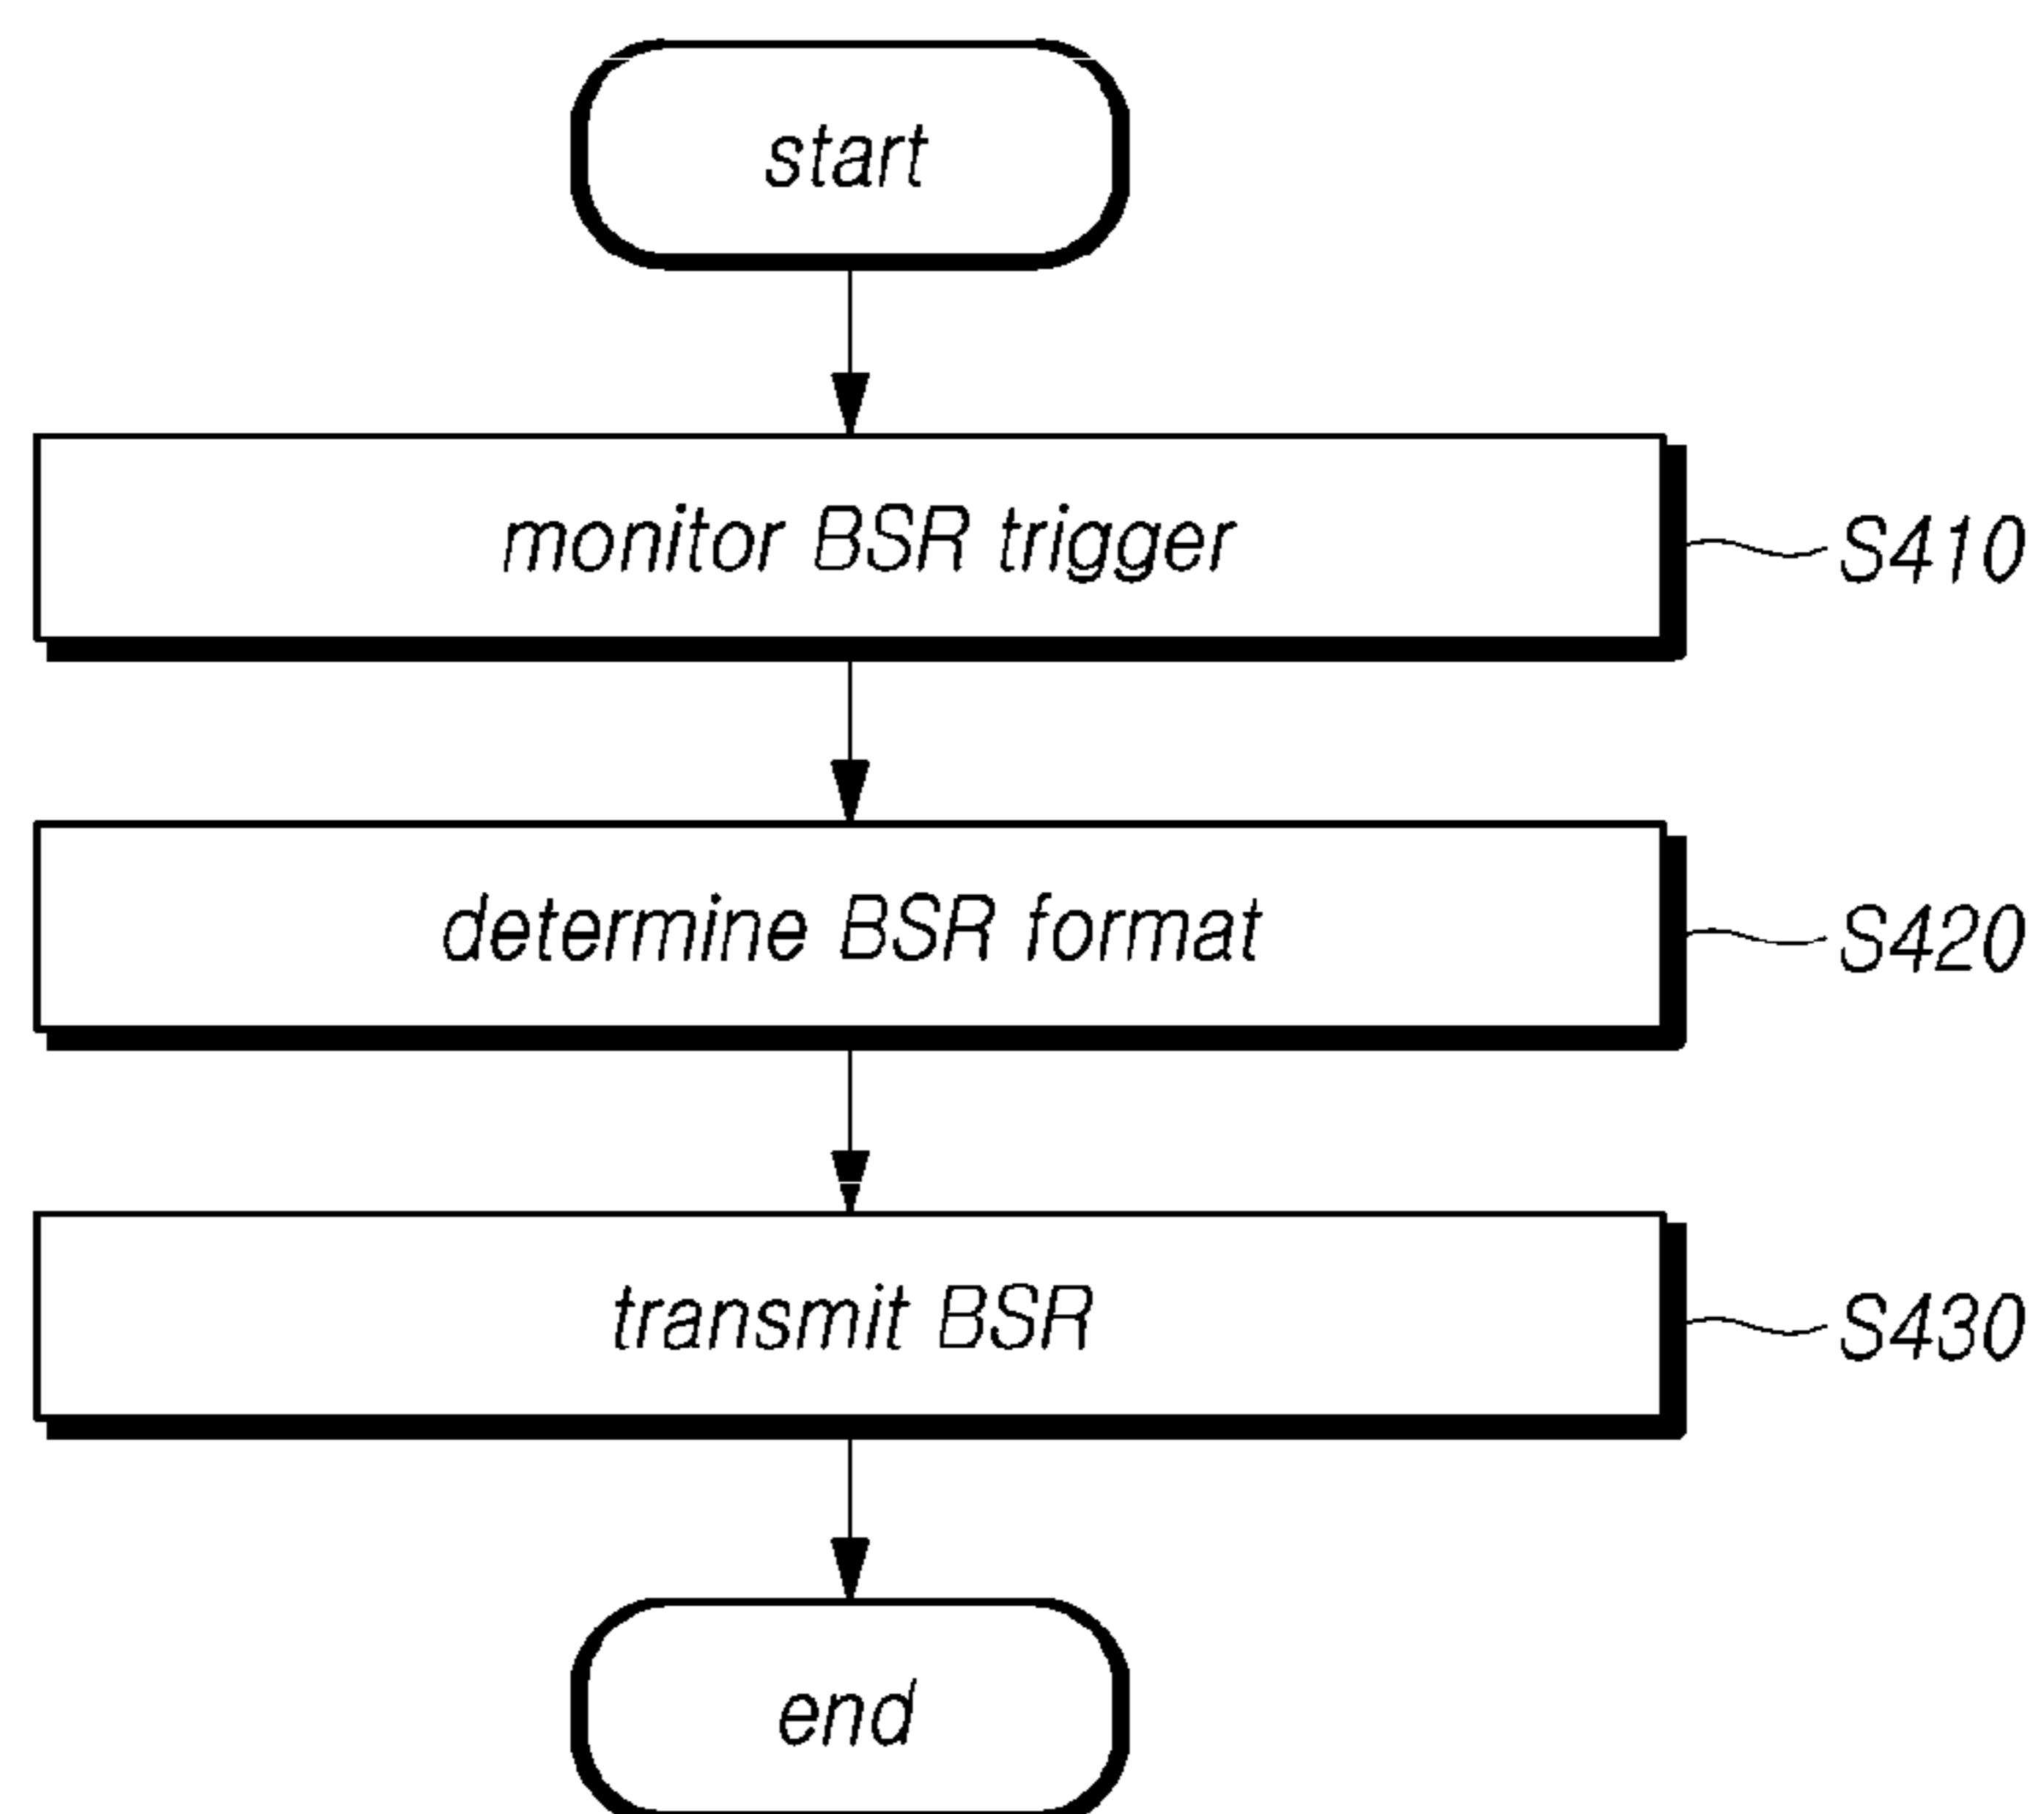 start
monitor BSR trigger
S410
determine BSR format
S420
transmit BSR
S430
end